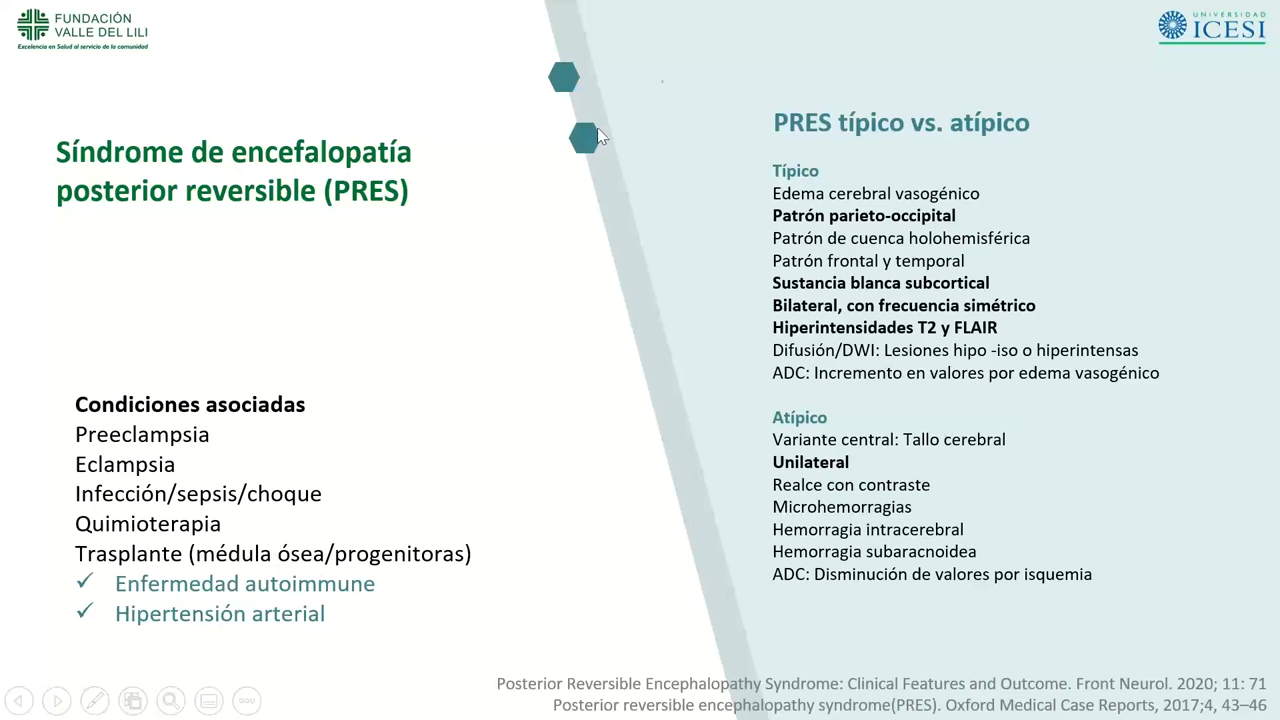 FUNDACIÓN
VALLE DEL LILI
Excelencia en Salud al servicio de la comunidad
UNIVERSIDAD
ICESI
Síndrome de encefalopatía
posterior reversible (PRES)
Condiciones asociadas
Preeclampsia
Eclampsia
Infección/sepsis/choque
Quimioterapia
Trasplante (médula ósea/progenitoras)
✓ Enfermedad autoimmune
✓ Hipertensión arterial
PRES típico vs. atípico
Típico
Edema cerebral vasogénico
Patrón parieto-occipital
Patrón de cuenca holohemisférica
Patrón frontal y temporal
Sustancia blanca subcortical
Bilateral, con frecuencia simétrico
Hiperintensidades T2 y FLAIR
Difusión/DWI: Lesiones hipo -iso o hiperintensas
ADC: Incremento en valores por edema vasogénico
Atípico
Variante central: Tallo cerebral
Unilateral
Realce con contraste
Microhemorragias
Hemorragia intracerebral
Hemorragia subaracnoidea
ADC: Disminución de valores por isquemia
Posterior Reversible Encephalopathy Syndrome: Clinical Features and Outcome. Front Neurol. 2020; 11: 71
Posterior reversible encephalopathy syndrome(PRES). Oxford Medical Case Reports, 2017;4, 43–46